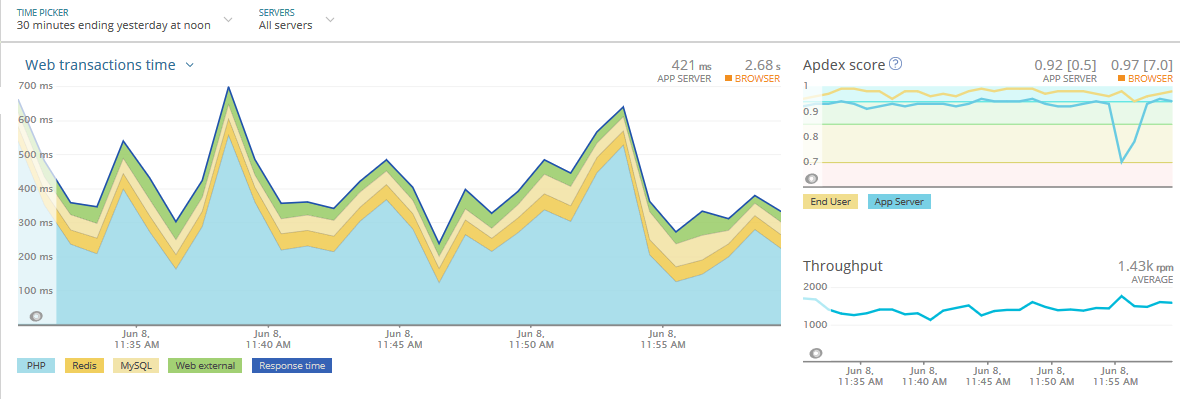 TIME PICKER
30 minutes ending yesterday at noon
SERVERS
All servers
Web transactions time
421 ms
APP SERVER
2.68 s
BROWSER
700 ms
600 ms
500 ms
400 ms
300 ms
200 ms
100 ms
Jun 8,
11:35 AM
Jun 8,
11:40 AM
Jun 8,
11:45 AM
Jun 8,
11:50 AM
Jun 8,
11:55 AM
PHP
Redis
MySQL
Web external
Response time
Apdex score ?
0.92 [0.5]
APP SERVER
0.97 [7.0]
BROWSER
1
0.9
0.8
0.7
End User
App Server
Throughput
1.43k rpm
AVERAGE
2000
1000
Jun 8,
11:35 AM
Jun 8,
11:40 AM
Jun 8,
11:45 AM
Jun 8,
11:50 AM
Jun 8,
11:55 AM